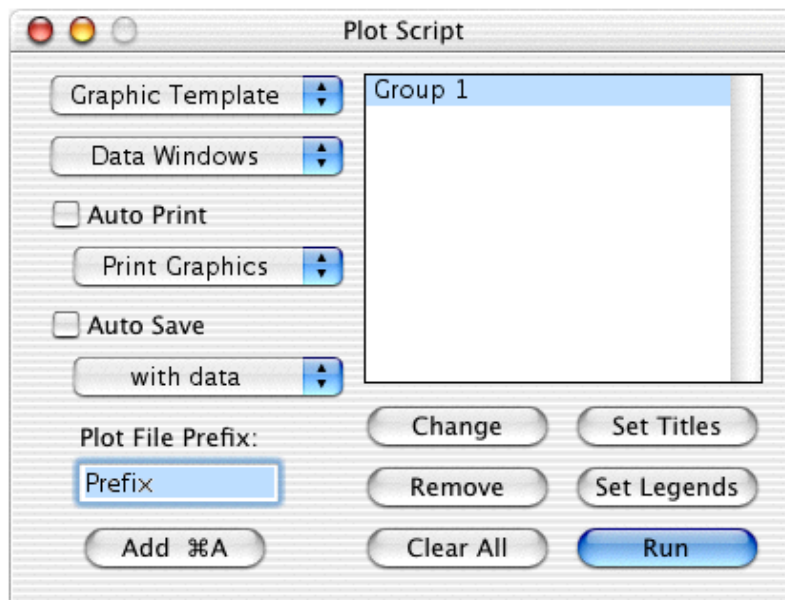 Plot Script
Graphic Template
Data Windows
Auto Print
Print Graphics
Auto Save
with data
Plot File Prefix:
Prefix
Add ⌘A
Group 1
Change
Set Titles
Remove
Set Legends
Clear All
Run